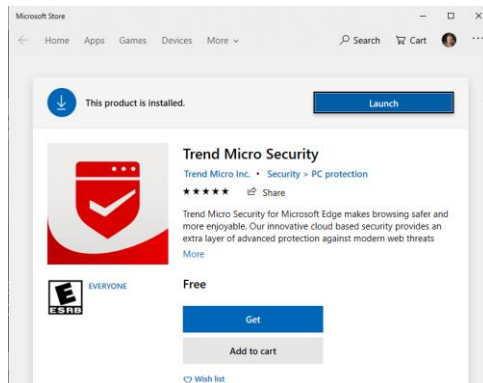 Microsoft Store
Home Apps Games Devices More Search Cart
This product is installed.
Launch
Trend Micro Security
Trend Micro Inc. • Security > PC protection
Share
Trend Micro Security for Microsoft Edge makes browsing safer and
more enjoyable. Our innovative cloud based security provides an
extra layer of advanced protection against modern web threats
More
E
ESRB
EVERYONE
Free
Get
Add to cart
Wish list